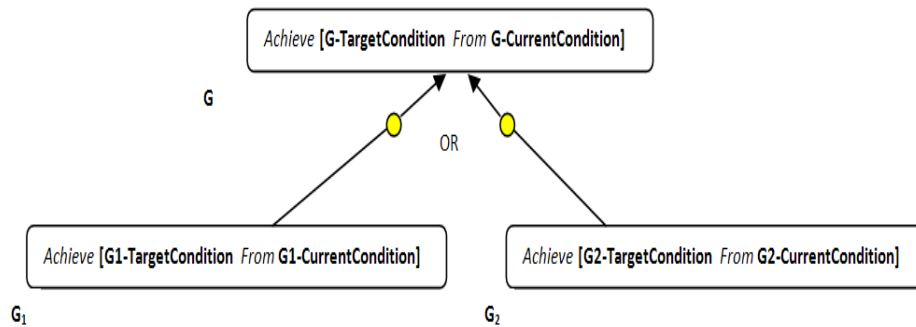 Achieve [G-TargetCondition From G-CurrentCondition]
G
OR
Achieve [G1-TargetCondition From G1-CurrentCondition]
Achieve [G2-TargetCondition From G2-CurrentCondition]
G₁
G₂